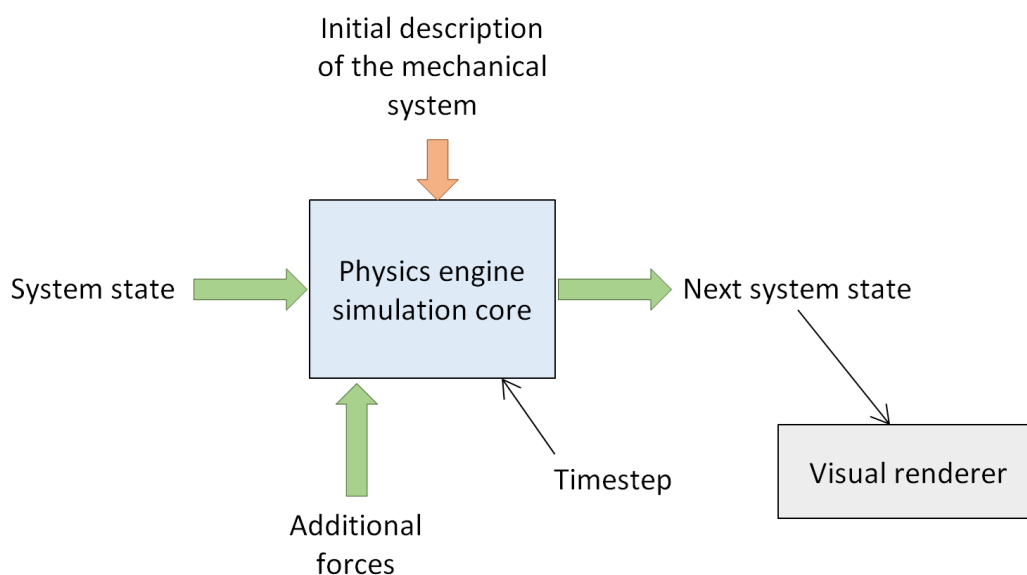 Initial description
of the mechanical
system
Physics engine
simulation core
System state
Next system state
Timestep
Visual renderer
Additional
forces